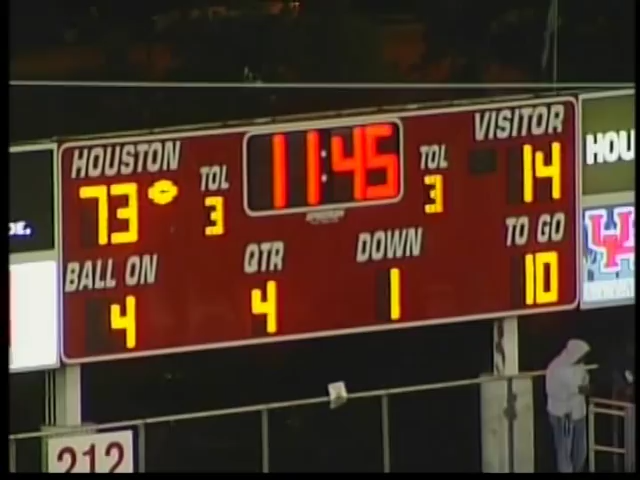 HOUSTON 11:45 VISITOR
73 TOL 3 TOL 3 14
BALL ON QTR DOWN TO GO
4 4 1 10
HOU
UH
212